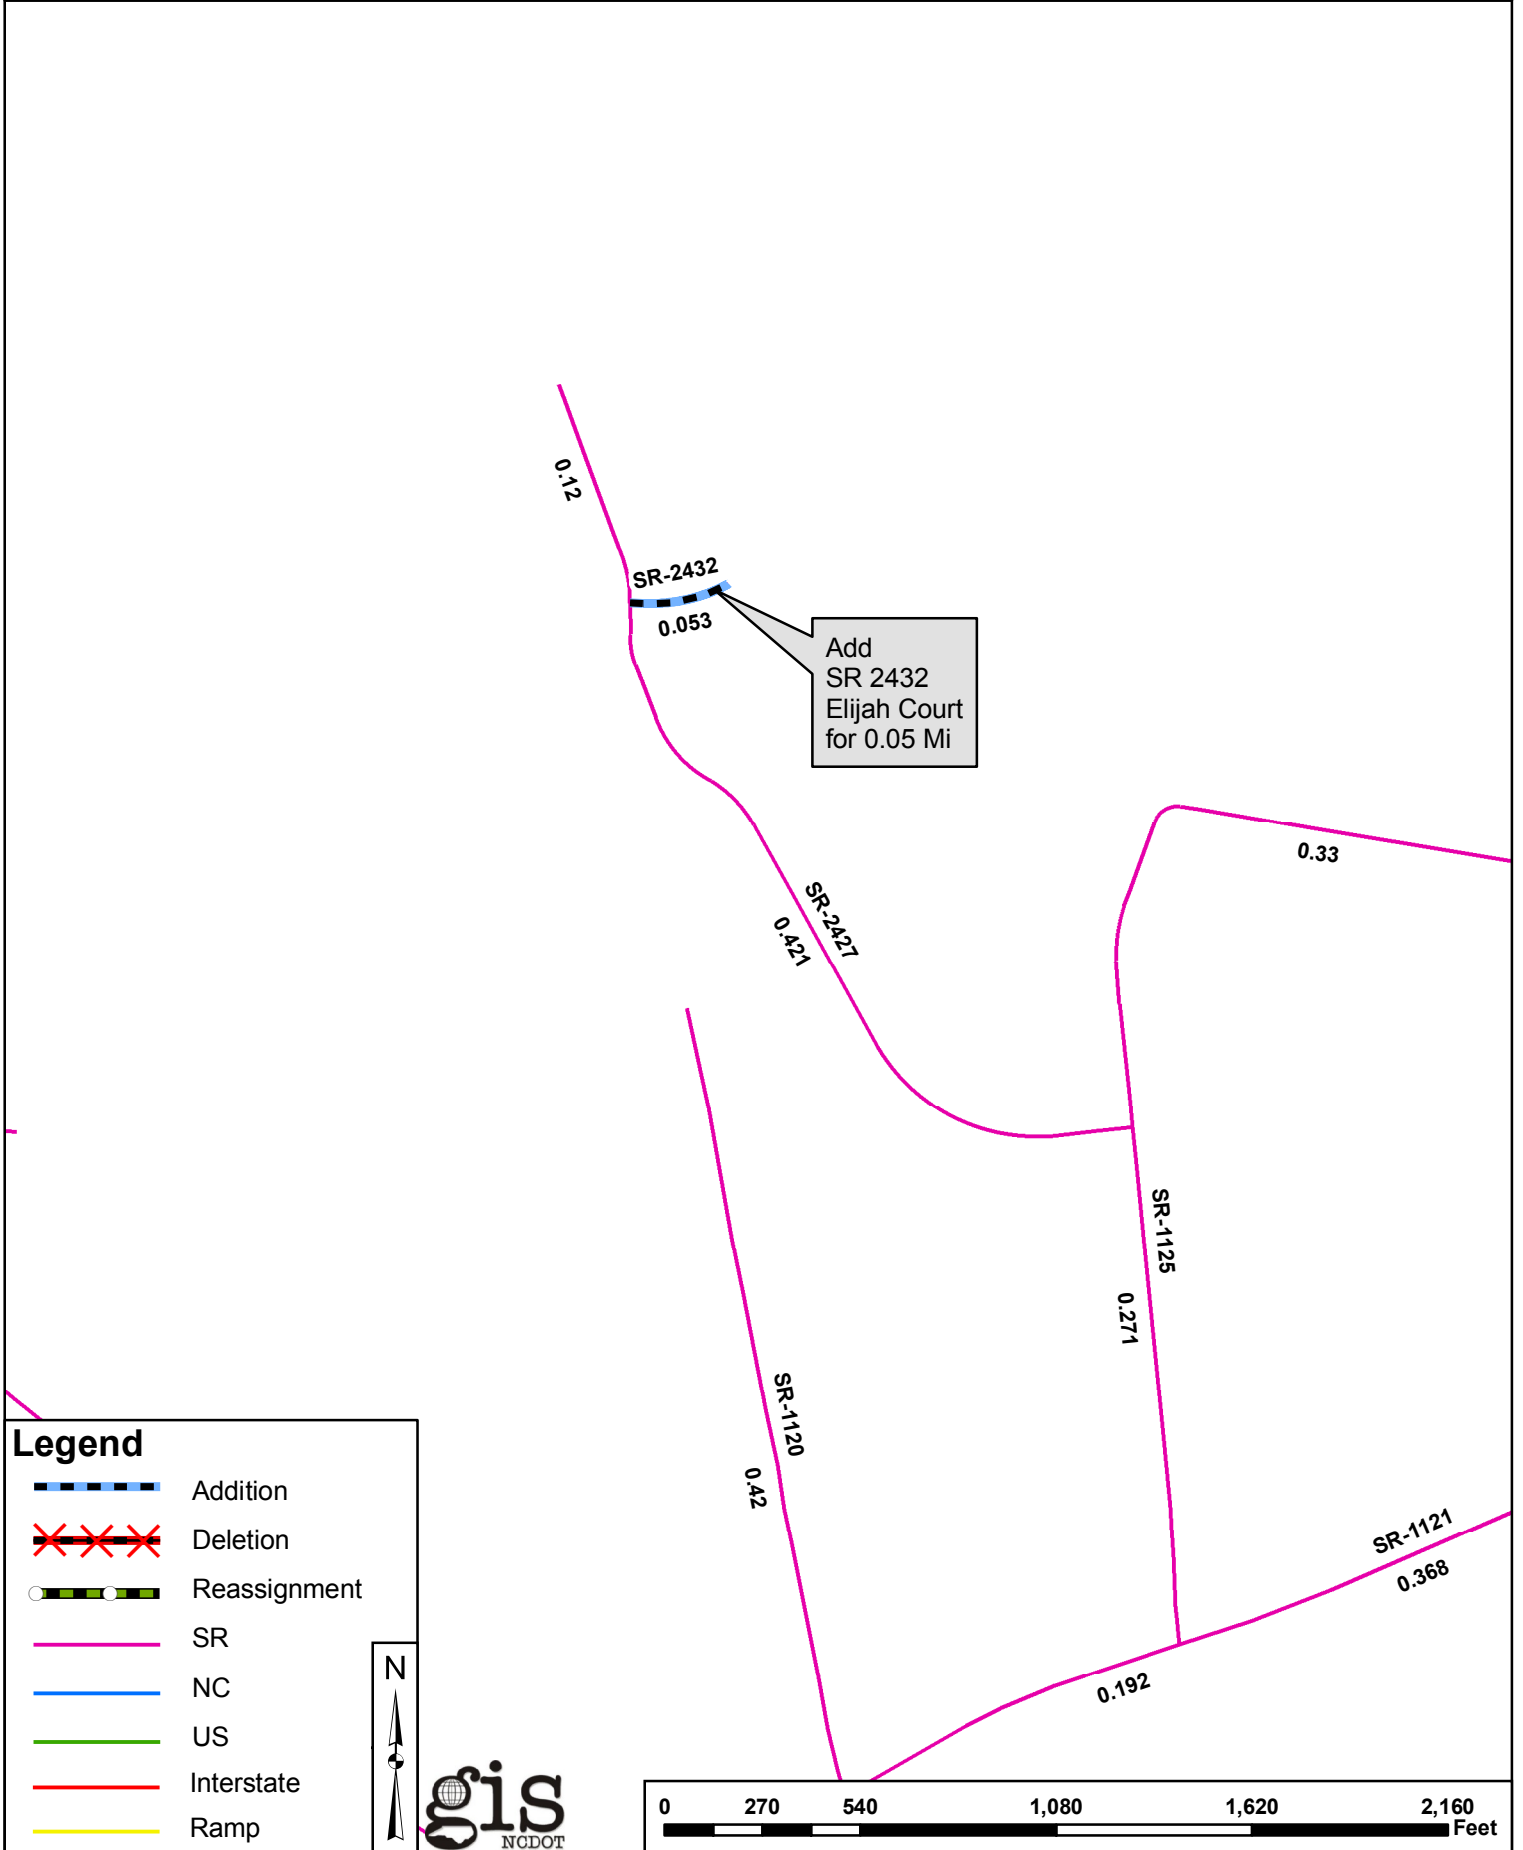 0.12
SR-2432
0.053
Add
SR 2432
Elijah Court
for 0.05 Mi
0.33
SR-2427
0.421
SR-1125
0.271
SR-1120
0.42
SR-1121
0.368
0.192
Legend
Addition
Deletion
Reassignment
SR
NC
US
Interstate
Ramp
N
gis
NCDOT
0 270 540 1,080 1,620 2,160
Feet